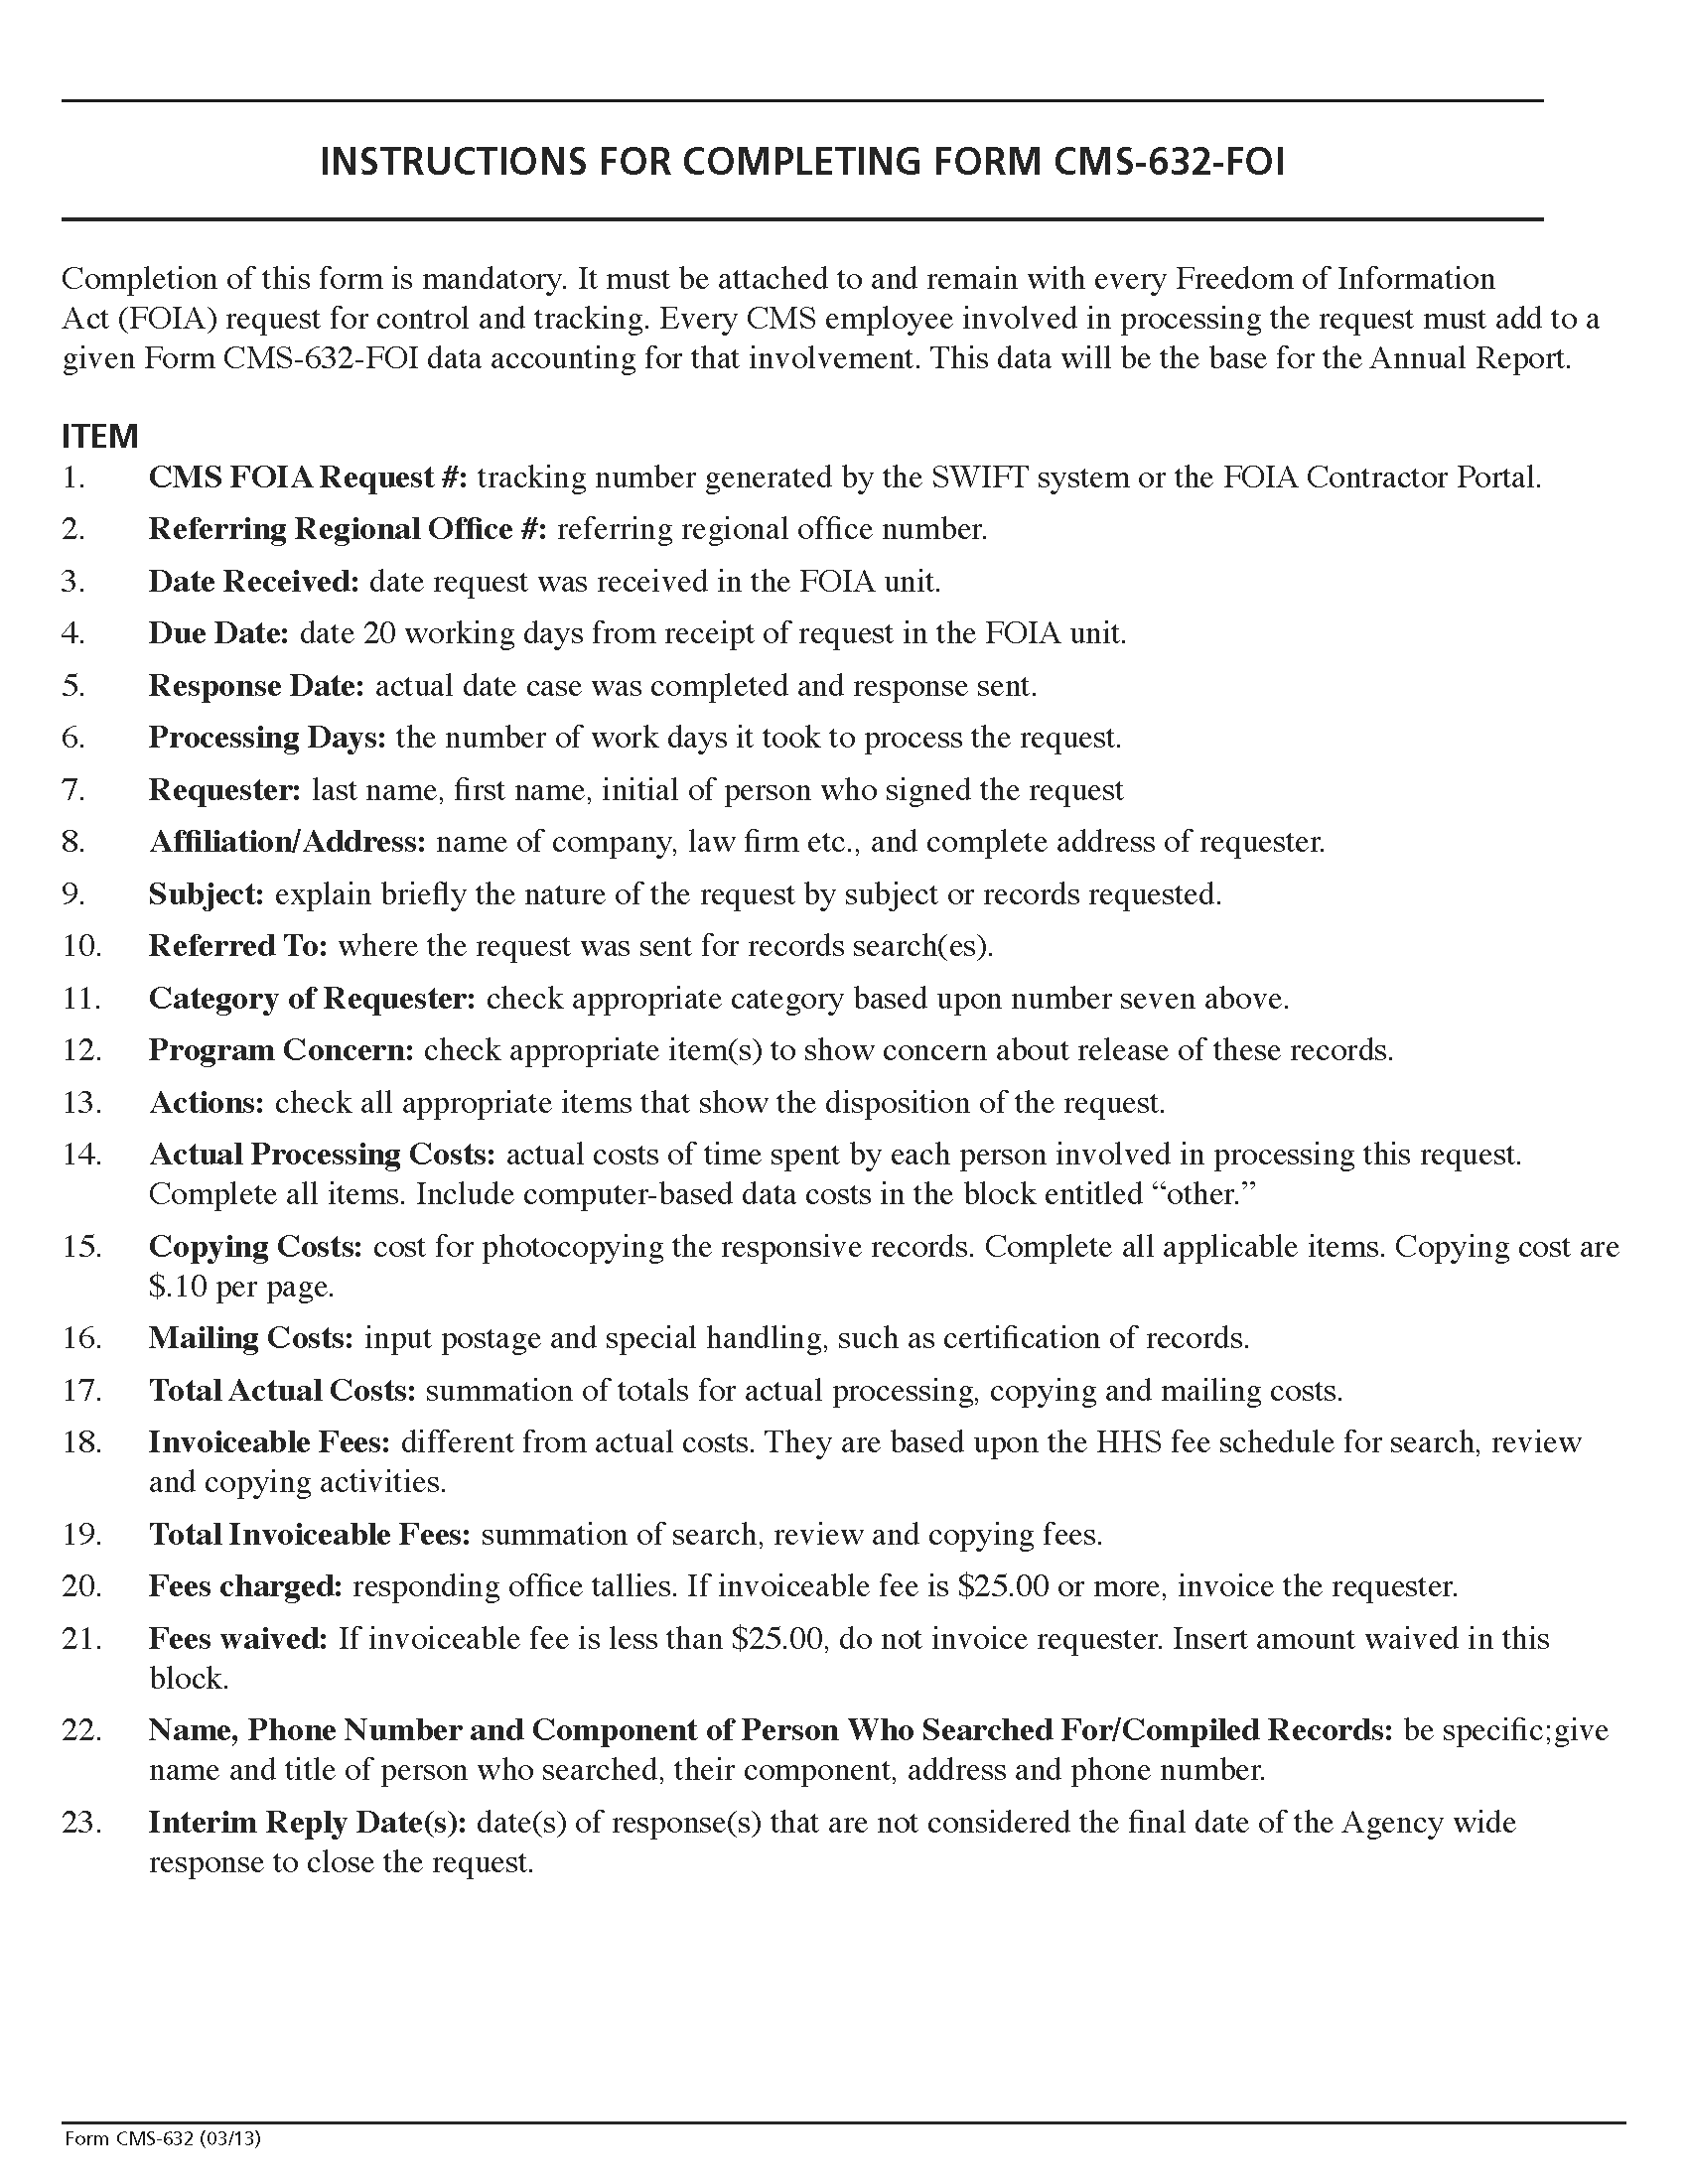 INSTRUCTIONS FOR COMPLETING FORM CMS-632-FOI
Completion of this form is mandatory. It must be attached to and remain with every Freedom of Information
Act (FOIA) request for control and tracking. Every CMS employee involved in processing the request must add to a
given Form CMS-632-FOI data accounting for that involvement. This data will be the base for the Annual Report.
ITEM
1. CMS FOIA Request #: tracking number generated by the SWIFT system or the FOIA Contractor Portal.
2. Referring Regional Office #: referring regional office number.
3. Date Received: date request was received in the FOIA unit.
4. Due Date: date 20 working days from receipt of request in the FOIA unit.
5. Response Date: actual date case was completed and response sent.
6. Processing Days: the number of work days it took to process the request.
7. Requester: last name, first name, initial of person who signed the request
8. Affiliation/Address: name of company, law firm etc., and complete address of requester.
9. Subject: explain briefly the nature of the request by subject or records requested.
10. Referred To: where the request was sent for records search(es).
11. Category of Requester: check appropriate category based upon number seven above.
12. Program Concern: check appropriate item(s) to show concern about release of these records.
13. Actions: check all appropriate items that show the disposition of the request.
14. Actual Processing Costs: actual costs of time spent by each person involved in processing this request.
Complete all items. Include computer-based data costs in the block entitled “other.”
15. Copying Costs: cost for photocopying the responsive records. Complete all applicable items. Copying cost are
$.10 per page.
16. Mailing Costs: input postage and special handling, such as certification of records.
17. Total Actual Costs: summation of totals for actual processing, copying and mailing costs.
18. Invoiceable Fees: different from actual costs. They are based upon the HHS fee schedule for search, review
and copying activities.
19. Total Invoiceable Fees: summation of search, review and copying fees.
20. Fees charged: responding office tallies. If invoiceable fee is $25.00 or more, invoice the requester.
21. Fees waived: If invoiceable fee is less than $25.00, do not invoice requester. Insert amount waived in this
block.
22. Name, Phone Number and Component of Person Who Searched For/Compiled Records: be specific;give
name and title of person who searched, their component, address and phone number.
23. Interim Reply Date(s): date(s) of response(s) that are not considered the final date of the Agency wide
response to close the request.
Form CMS-632 (03/13)